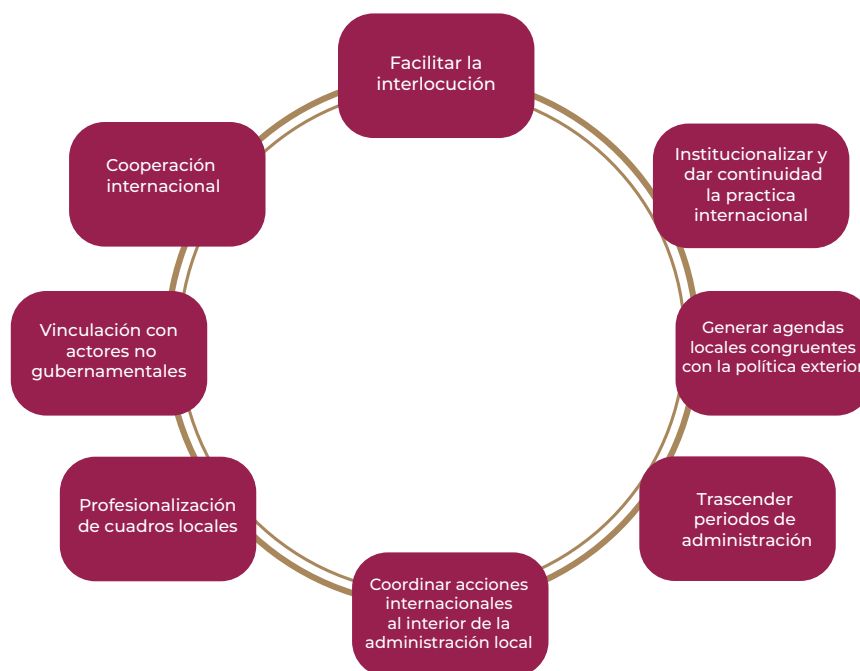 Facilitar la
interlocución
Institucionalizar y
dar continuidad
la practica
internacional
Generar agendas
locales congruentes
con la política exterior
Trascender
periodos de
administración
Coordinar acciones
internacionales
al interior de la
administración local
Profesionalización
de cuadros locales
Vinculación con
actores no
gubernamentales
Cooperación
internacional